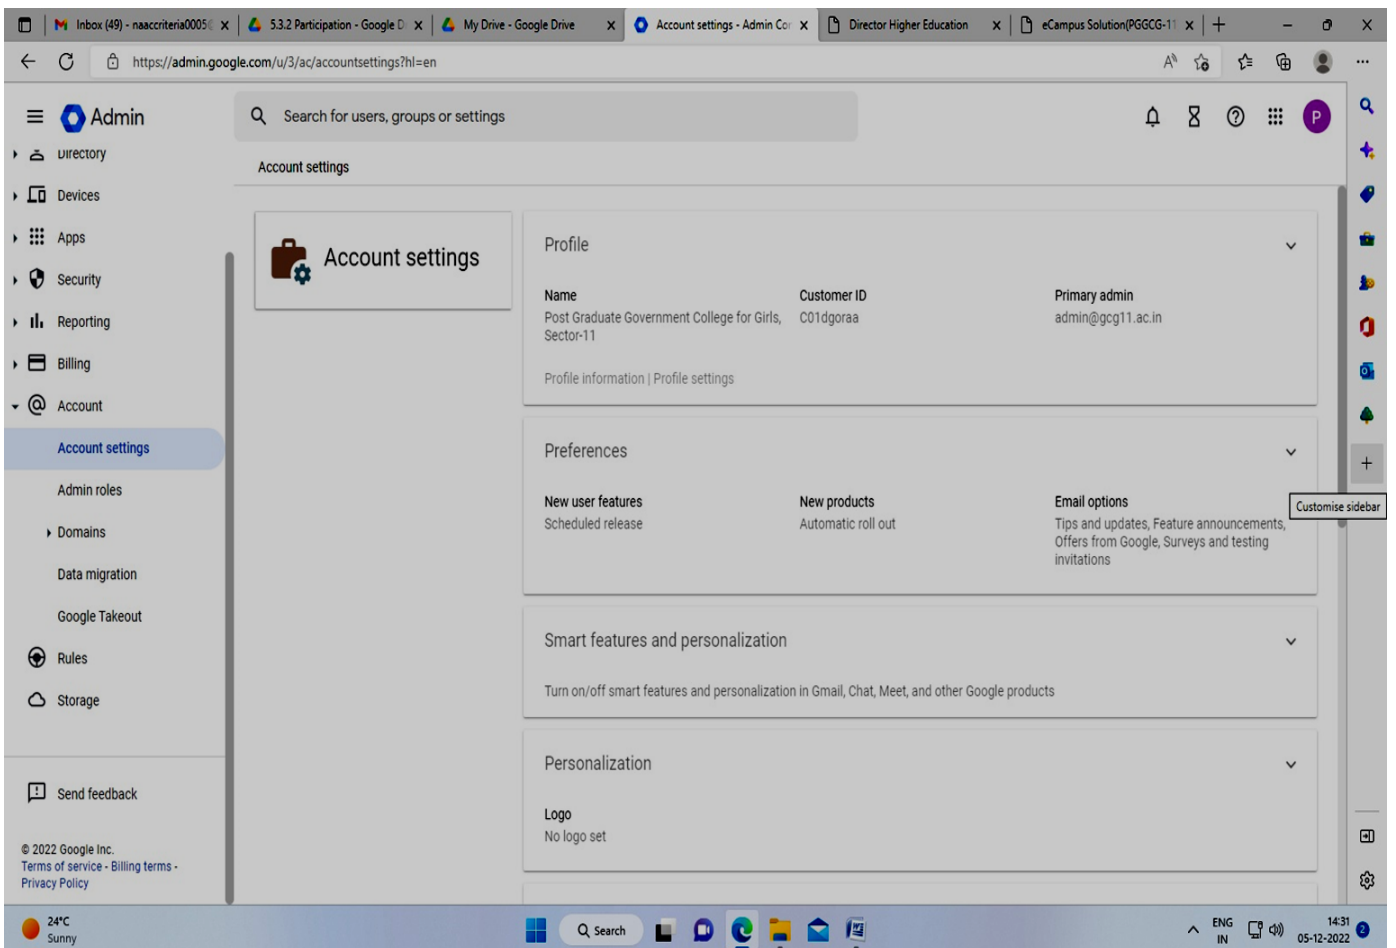 Inbox (49) - naaccriteria0005@
5.3.2 Participation - Google D
My Drive - Google Drive
Account settings - Admin Con
Director Higher Education
eCampus Solution(PGGCG-11
https://admin.google.com/u/3/ac/accountsettings?hl=en
Admin
Search for users, groups or settings
P
Directory
Devices
Apps
Security
Reporting
Billing
Account
Account settings
Admin roles
Domains
Data migration
Google Takeout
Rules
Storage
Send feedback
© 2022 Google Inc.
Terms of service - Billing terms -
Privacy Policy
Account settings
Account settings
Profile
Name
Post Graduate Government College for Girls,
Sector-11
Customer ID
C01dgoraa
Primary admin
admin@gcg11.ac.in
Profile information | Profile settings
Preferences
New user features
Scheduled release
New products
Automatic roll out
Email options
Tips and updates, Feature announcements,
Offers from Google, Surveys and testing
invitations
Customise sidebar
Smart features and personalization
Turn on/off smart features and personalization in Gmail, Chat, Meet, and other Google products
Personalization
Logo
No logo set
24°C
Sunny
Search
ENG
IN
14:31
05-12-2022
2